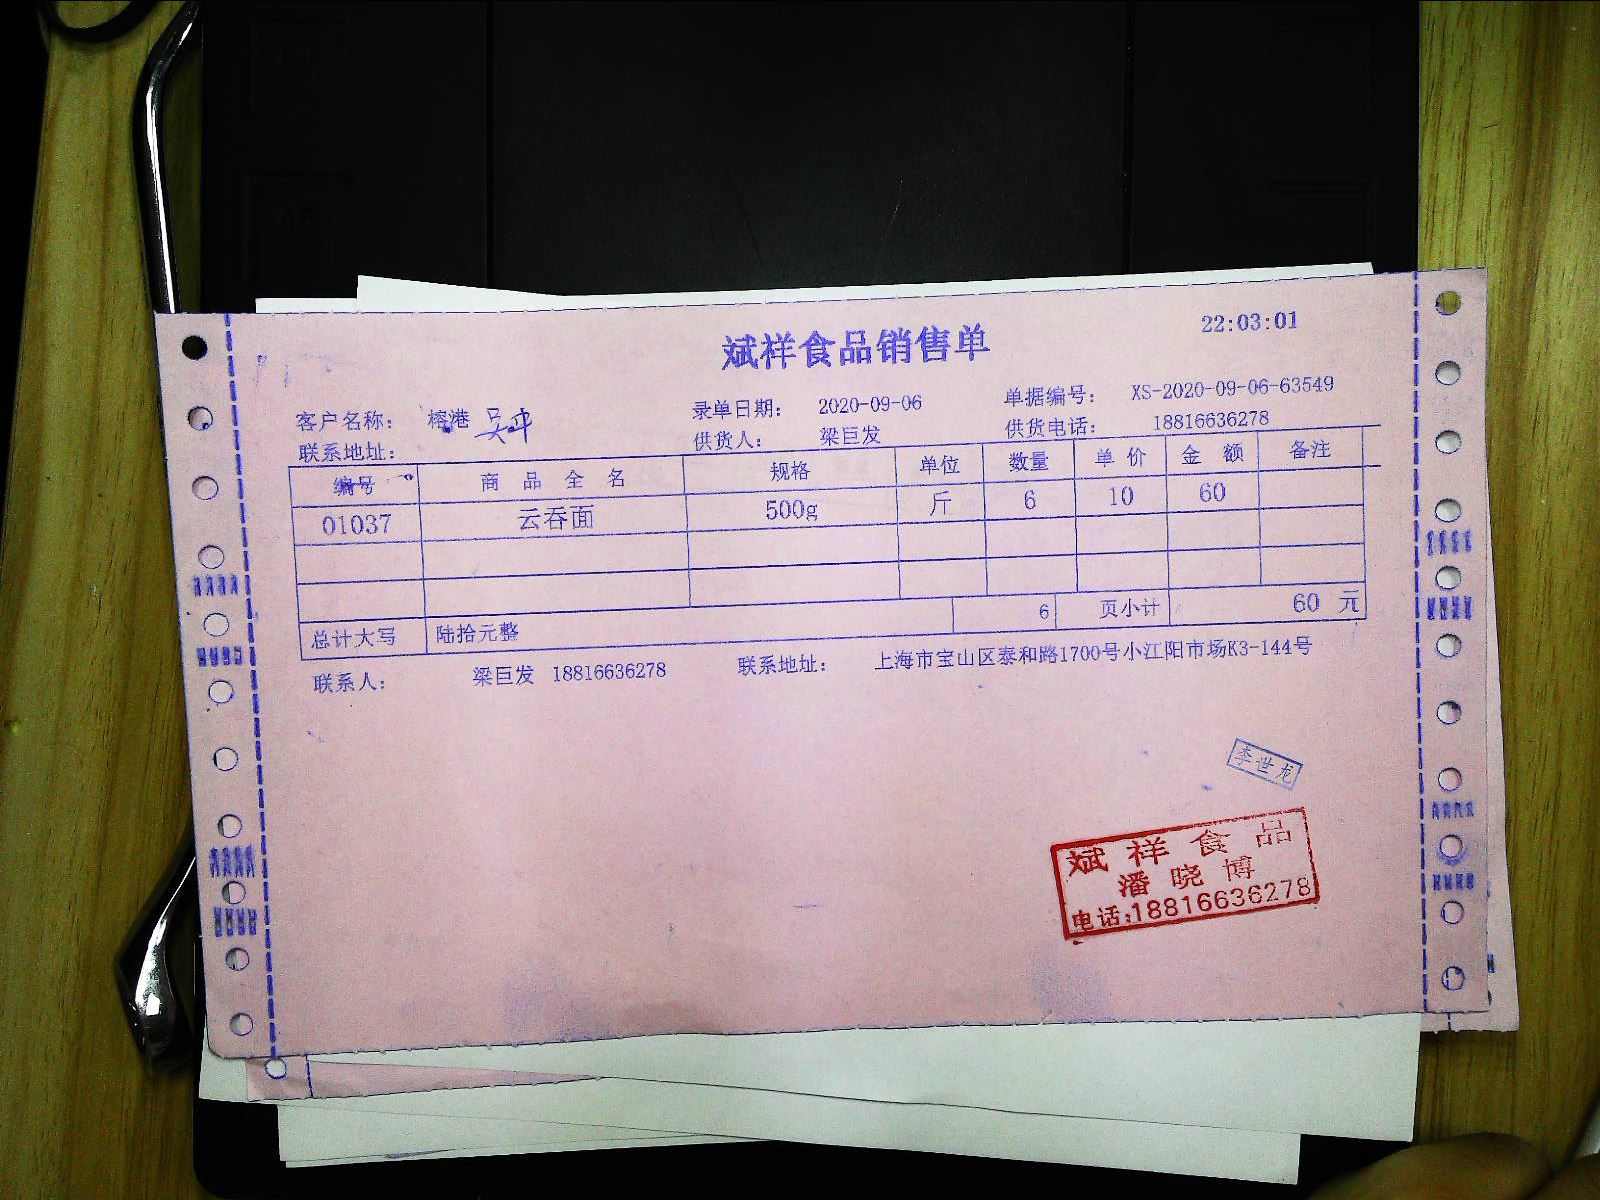 22:03:01
斌祥食品销售单
客户名称： 榕港 录单日期： 2020-09-06 单据编号： XS-2020-09-06-63549
联系地址： 供货人： 梁巨发 供货电话： 18816636278
编号 商品全名 规格 单位 数量 单价 金额 备注
01037 云吞面 500g 斤 6 10 60
总计大写 陆拾元整 6 页小计 60 元
联系人： 梁巨发 18816636278 联系地址： 上海市宝山区泰和路1700号小江阳市场K3-144号
李世龙
斌祥食品
潘晓博
电话:18816636278